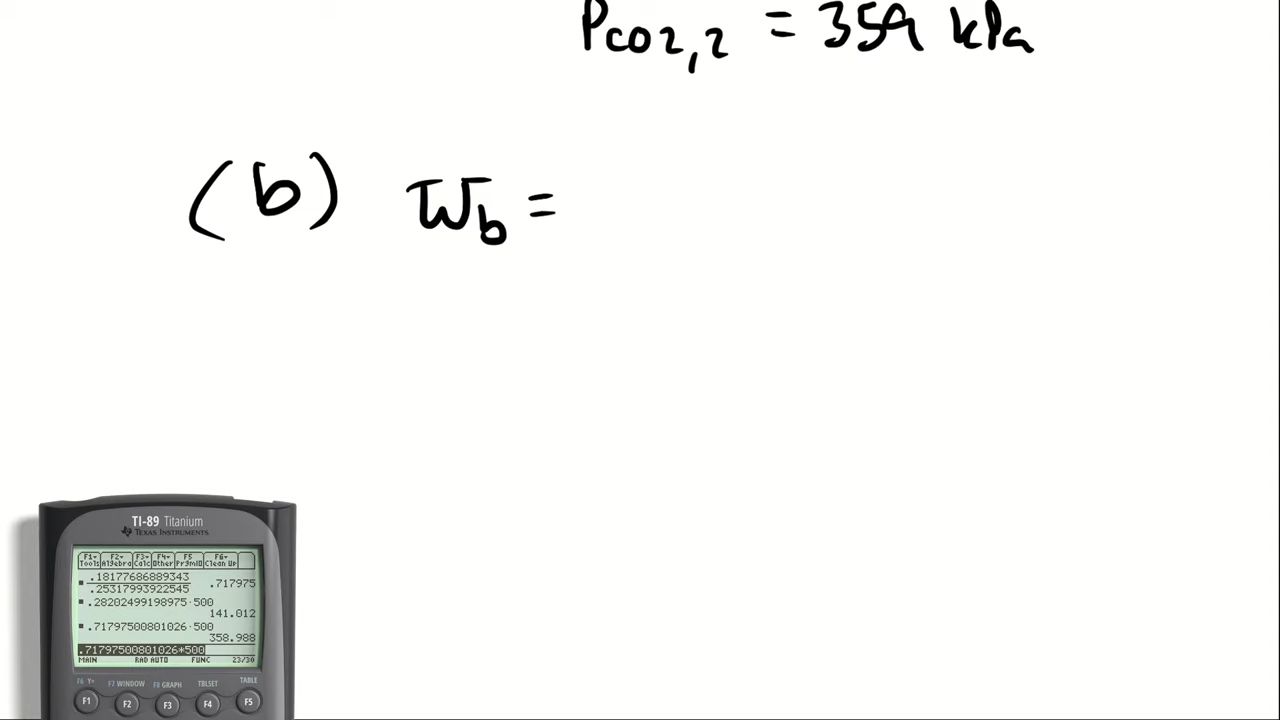 Pco2,2 = 359 kPa
(b) Wb =
TI-89 Titanium
TEXAS INSTRUMENTS
F1 Tools F2 Algebra F3 Calc F4 Other F5 PrgmIO F6 Clean Up
.18177686889343
.25317993922545 .717975
.28202499198975·500
141.012
.71797500801026·500
358.988
.71797500801026*500
MAIN RAD AUTO FUNC 23/30
F6 Y= F7 WINDOW F8 GRAPH TBLSET TABLE
F1 F2 F3 F4 F5